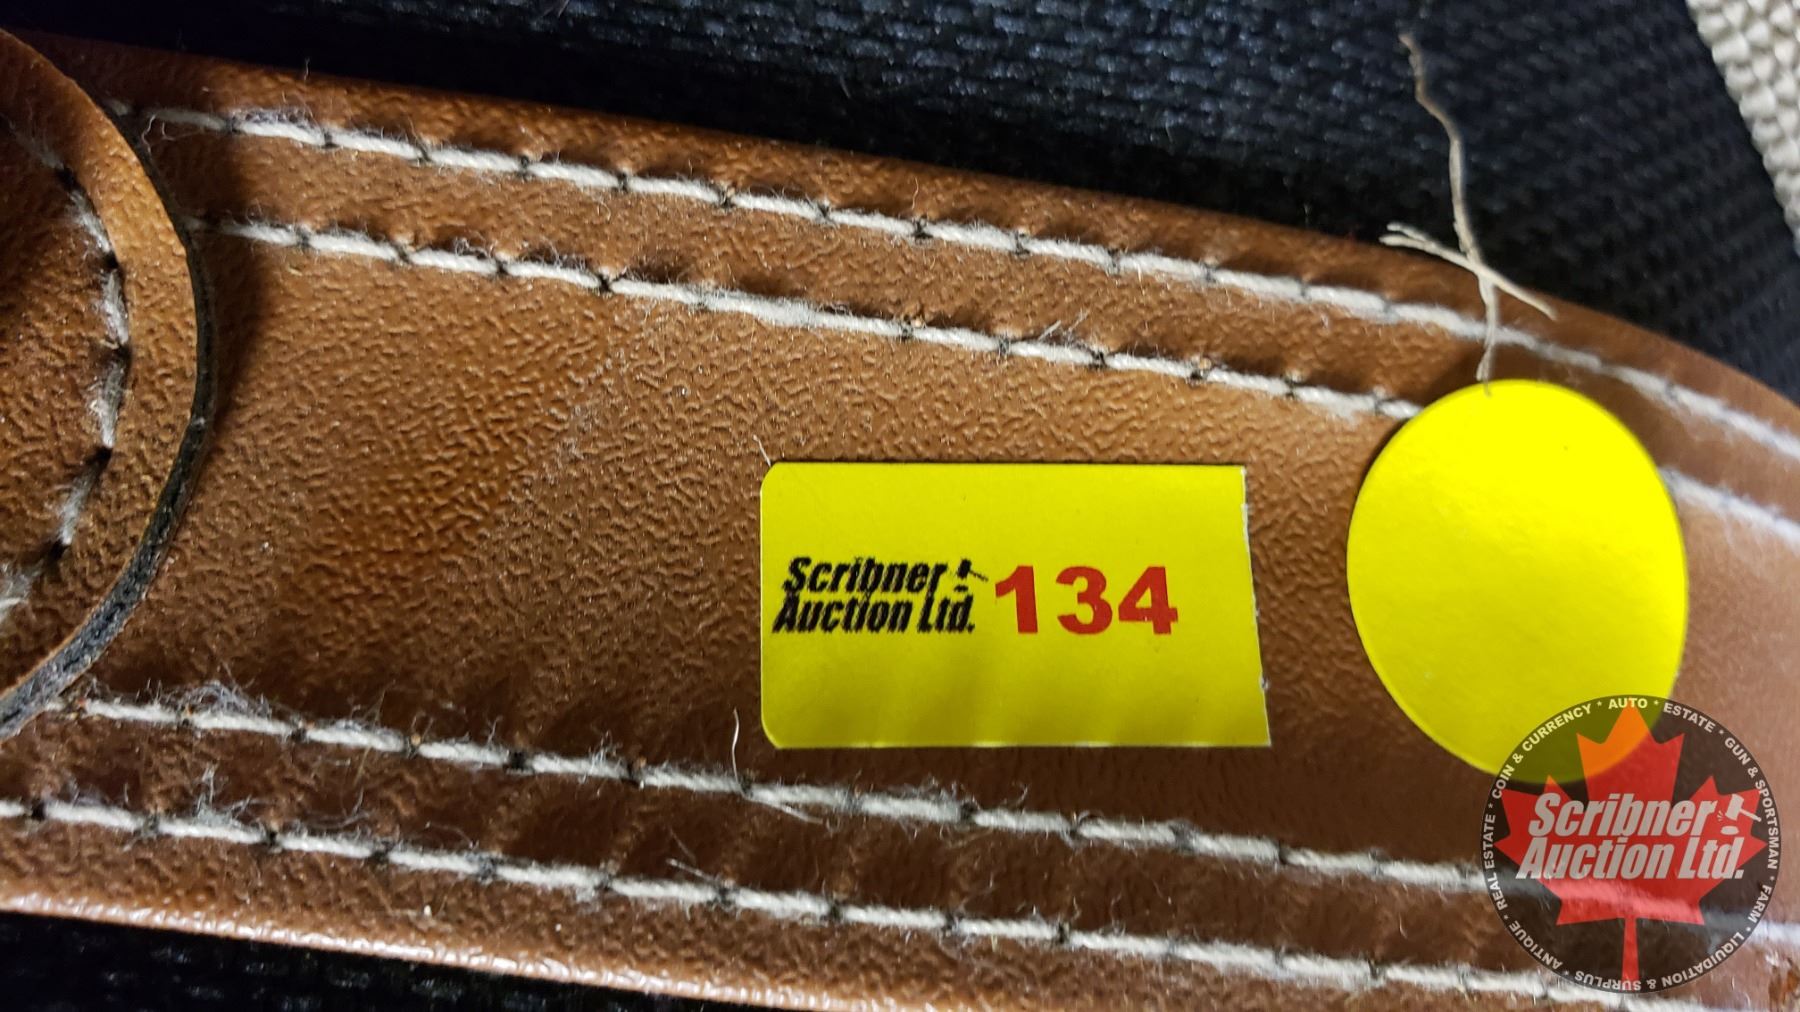 Scribner
Auction Ltd.
134
Scribner
Auction Ltd.
COIN & CURRENCY * AUTO * ESTATE * GUN & SPORTSMAN * FARM * LIQUIDATION & SURPLUS * ANTIQUE * REAL ESTATE *